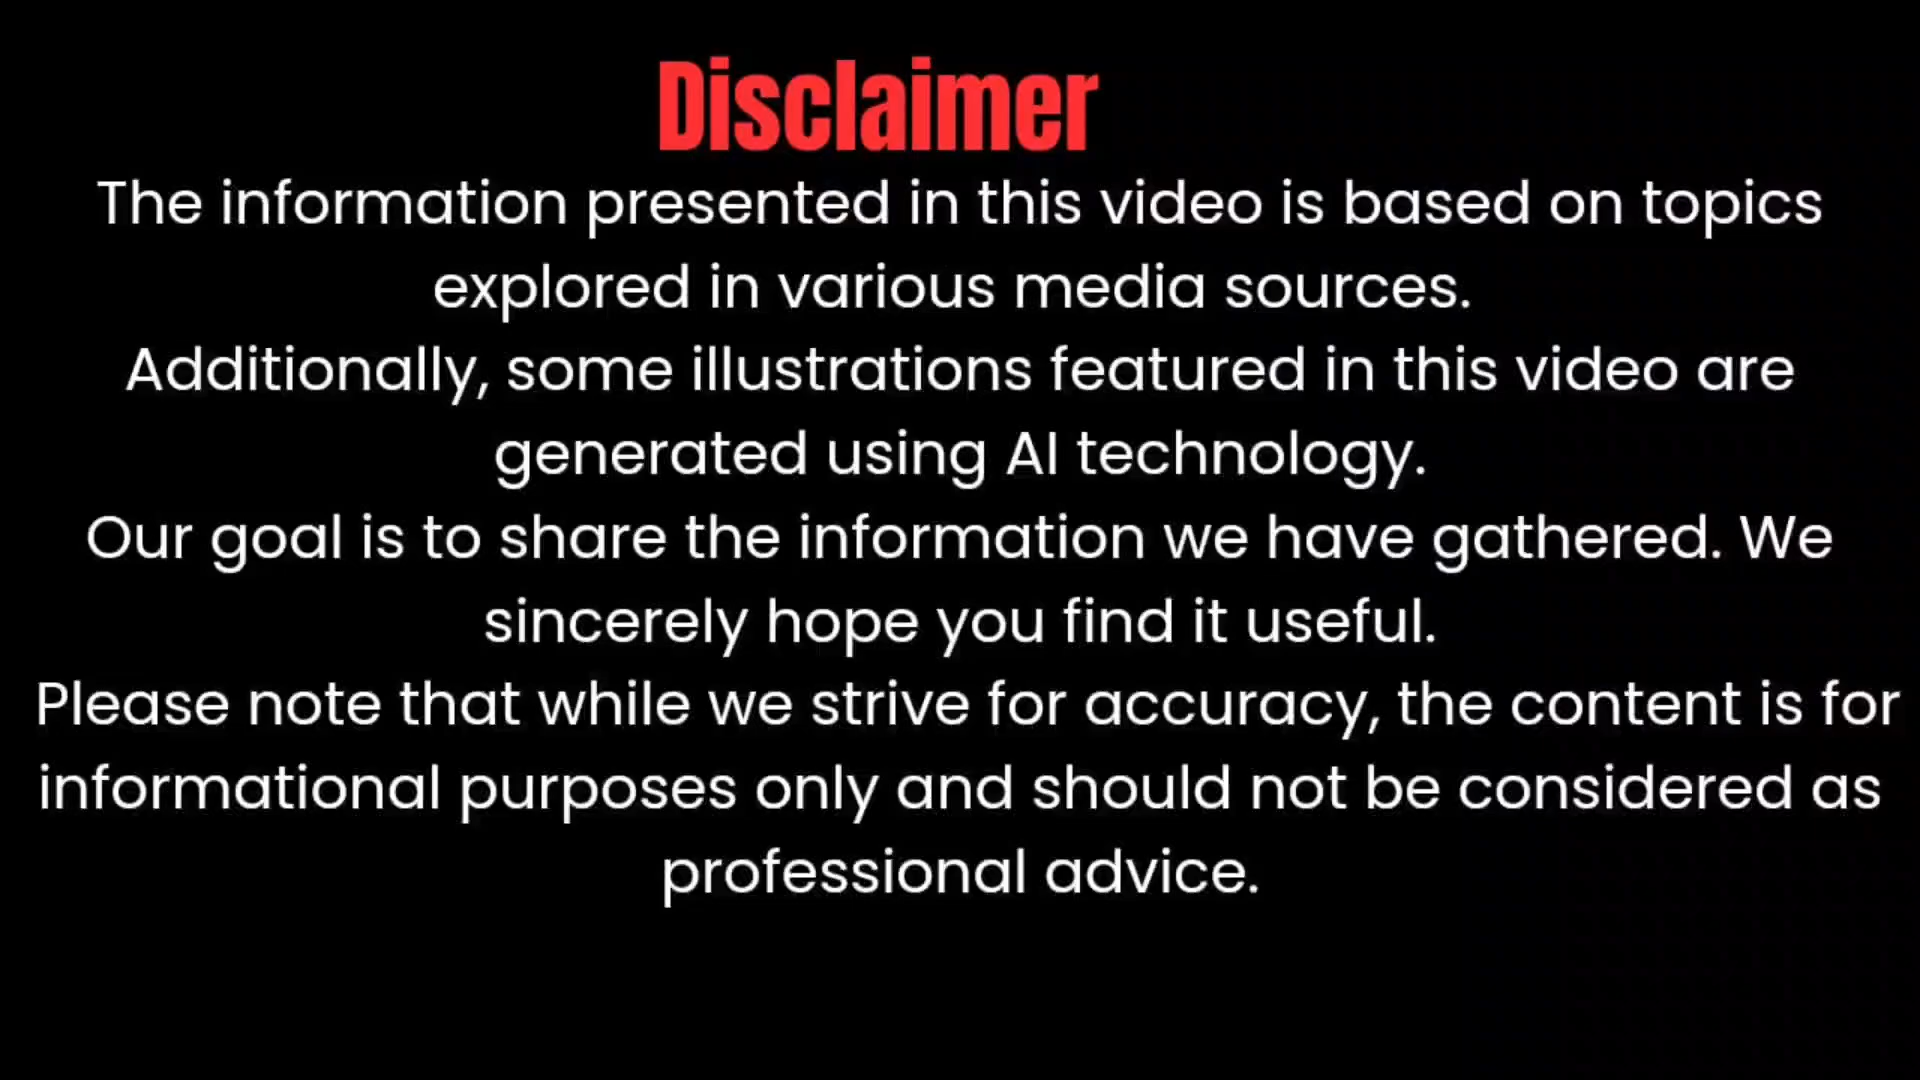 Disclaimer
The information presented in this video is based on topics
explored in various media sources.
Additionally, some illustrations featured in this video are
generated using AI technology.
Our goal is to share the information we have gathered. We
sincerely hope you find it useful.
Please note that while we strive for accuracy, the content is for
informational purposes only and should not be considered as
professional advice.